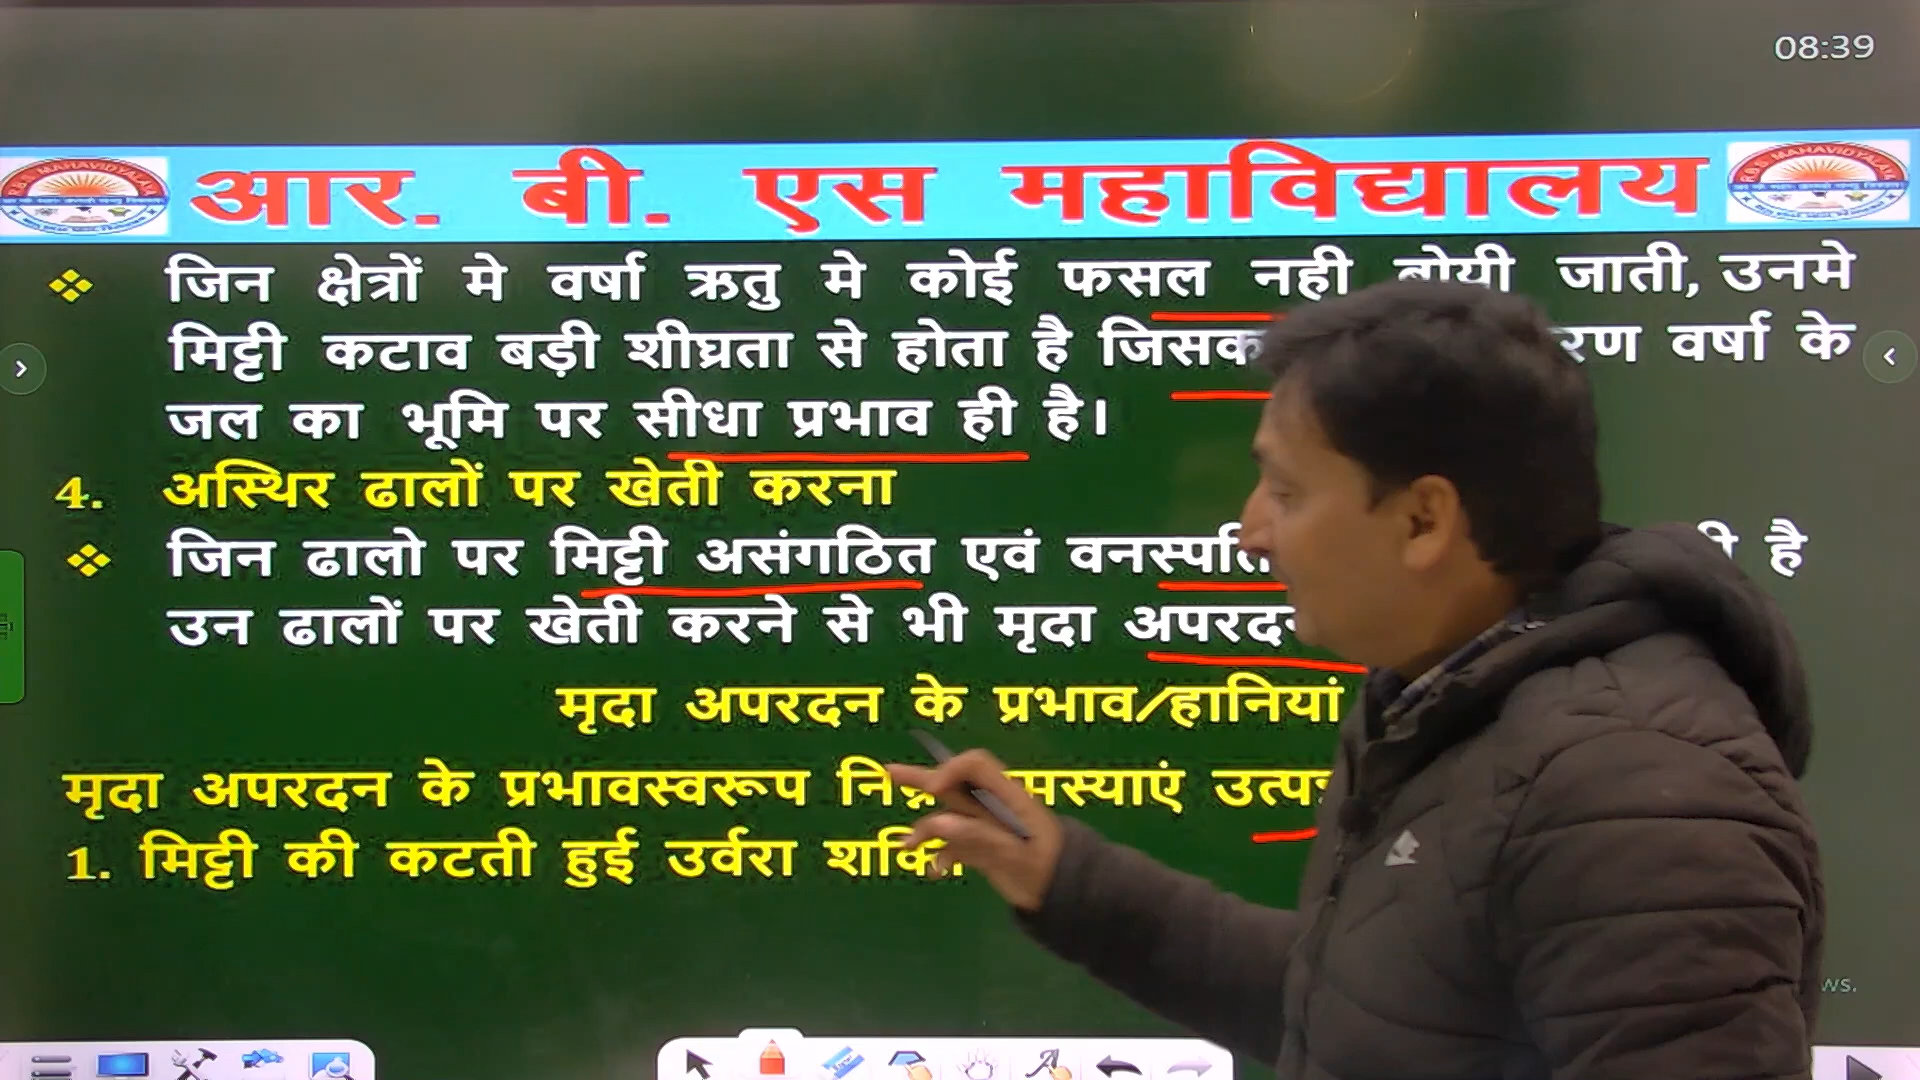 08:39
आर. बी. एस महाविद्यालय
❖ जिन क्षेत्रों मे वर्षा ऋतु मे कोई फसल नही बोयी जाती, उनमे
मिट्टी कटाव बड़ी शीघ्रता से होता है वर्षा के
जल का भूमि पर सीधा प्रभाव ही है।
4. अस्थिर ढालों पर खेती करना
❖ जिन ढालो पर मिट्टी असंगठित एवं है
उन ढालों पर खेती करने से भी मृदा
मृदा अपरदन के प्रभाव/हानियां
मृदा अपरदन के प्रभावस्वरूप
1. मिट्टी की कटती हुई उर्वरा